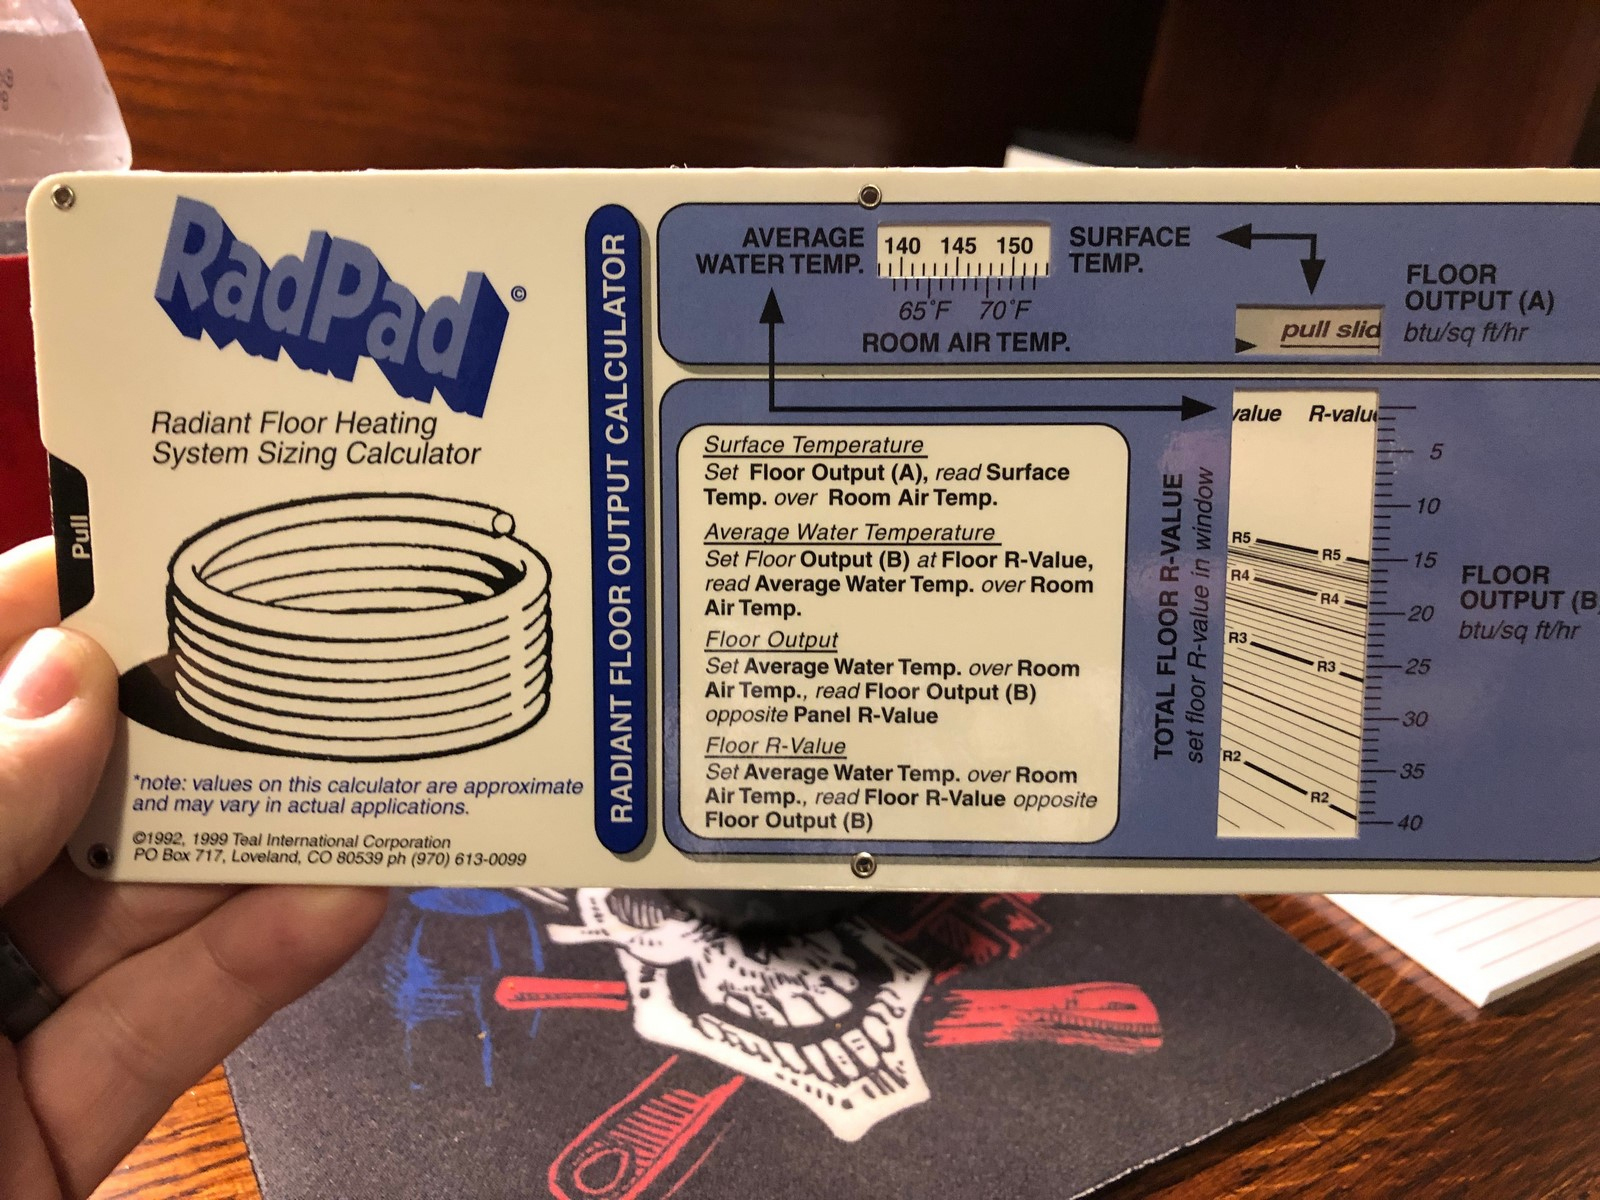 RadPad ©
Radiant Floor Heating
System Sizing Calculator
Pull
*note: values on this calculator are approximate
and may vary in actual applications.
©1992, 1999 Teal International Corporation
PO Box 717, Loveland, CO 80539 ph (970) 613-0099
RADIANT FLOOR OUTPUT CALCULATOR
AVERAGE
WATER TEMP.
140 145 150
65°F 70°F
ROOM AIR TEMP.
SURFACE
TEMP.
pull slid
FLOOR
OUTPUT (A)
btu/sq ft/hr
Surface Temperature
Set Floor Output (A), read Surface
Temp. over Room Air Temp.
Average Water Temperature
Set Floor Output (B) at Floor R-Value,
read Average Water Temp. over Room
Air Temp.
Floor Output
Set Average Water Temp. over Room
Air Temp., read Floor Output (B)
opposite Panel R-Value
Floor R-Value
Set Average Water Temp. over Room
Air Temp., read Floor R-Value opposite
Floor Output (B)
TOTAL FLOOR R-VALUE
set floor R-value in window
value R-valu
R5 R5
R4 R4
R3 R3
R2 R2
5
10
15
20
25
30
35
40
FLOOR
OUTPUT (B)
btu/sq ft/hr